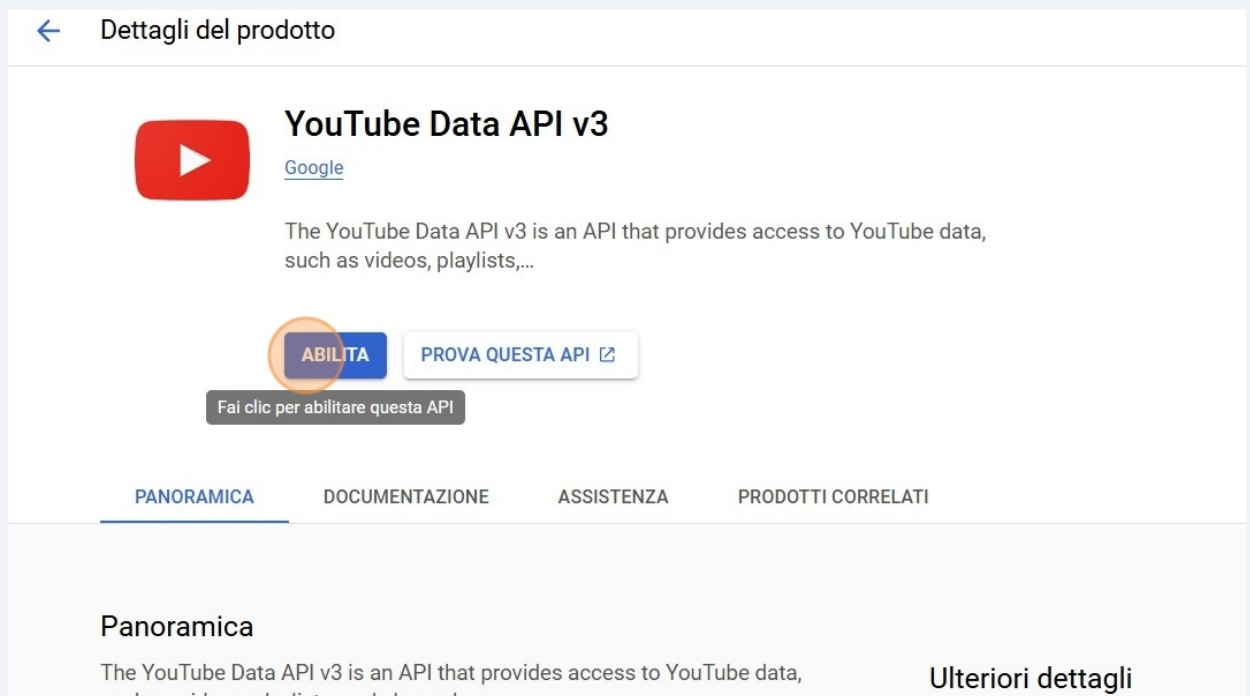 Dettagli del prodotto
YouTube Data API v3
Google
The YouTube Data API v3 is an API that provides access to YouTube data,
such as videos, playlists,...
ABILITA
PROVA QUESTA API
Fai clic per abilitare questa API
PANORAMICA
DOCUMENTAZIONE
ASSISTENZA
PRODOTTI CORRELATI
Panoramica
The YouTube Data API v3 is an API that provides access to YouTube data,
Ulteriori dettagli